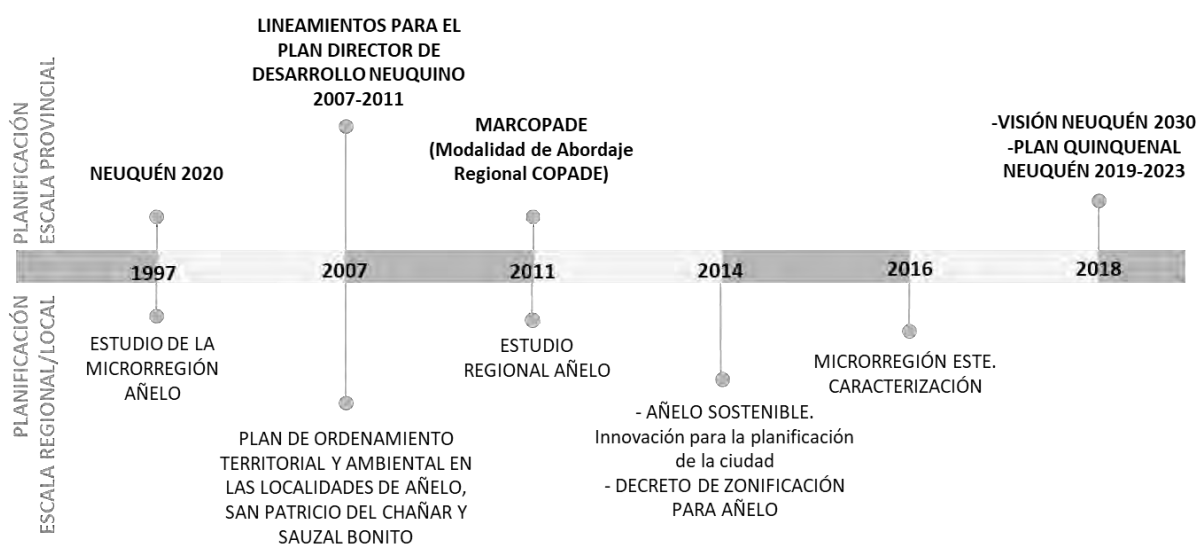 PLANIFICACIÓN
ESCALA PROVINCIAL
NEUQUÉN 2020
LINEAMIENTOS PARA EL
PLAN DIRECTOR DE
DESARROLLO NEUQUINO
2007-2011
MARCOPADE
(Modalidad de Abordaje
Regional COPADE)
-VISIÓN NEUQUÉN 2030
-PLAN QUINQUENAL
NEUQUÉN 2019-2023
1997
2007
2011
2014
2016
2018
PLANIFICACIÓN
ESCALA REGIONAL/LOCAL
ESTUDIO DE LA
MICRORREGIÓN
AÑELO
PLAN DE ORDENAMIENTO
TERRITORIAL Y AMBIENTAL EN
LAS LOCALIDADES DE AÑELO,
SAN PATRICIO DEL CHAÑAR Y
SAUZAL BONITO
ESTUDIO
REGIONAL AÑELO
- AÑELO SOSTENIBLE.
Innovación para la planificación
de la ciudad
- DECRETO DE ZONIFICACIÓN
PARA AÑELO
MICRORREGIÓN ESTE.
CARACTERIZACIÓN